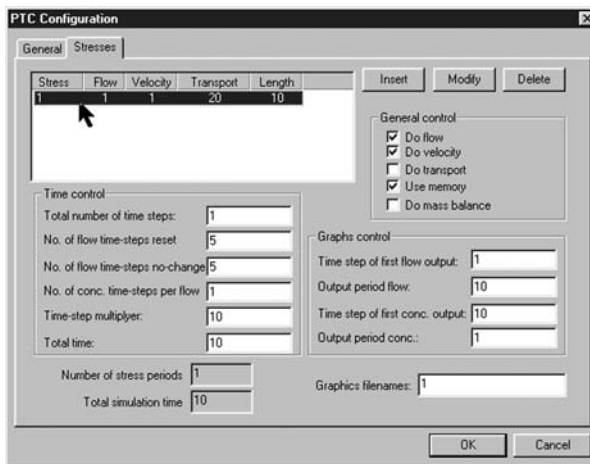 PTC Configuration
General Stresses
Stress Flow Velocity Transport Length
1 1 1 20 10
Insert Modify Delete
General control
Do flow
Do velocity
Do transport
Use memory
Do mass balance
Time control
Total number of time steps: 1
No. of flow time-steps reset 5
No. of flow time-steps no-change 5
No. of conc. time-steps per flow 1
Time-step multiplyer: 10
Total time: 10
Graphs control
Time step of first flow output: 1
Output period flow: 10
Time step of first conc. output: 10
Output period conc.: 1
Number of stress periods 1
Total simulation time 10
Graphics filenames: 1
OK Cancel